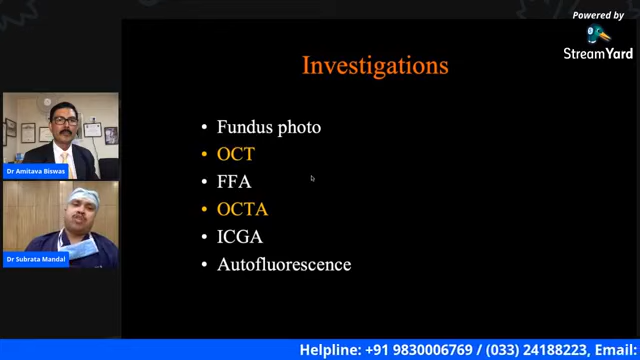 Powered by
StreamYard
Investigations
• Fundus photo
• OCT
• FFA
• OCTA
• ICGA
• Autofluorescence
Dr Amitava Biswas
Dr Subrata Mandal
Helpline: +91 9830006769 / (033) 24188223, Email: